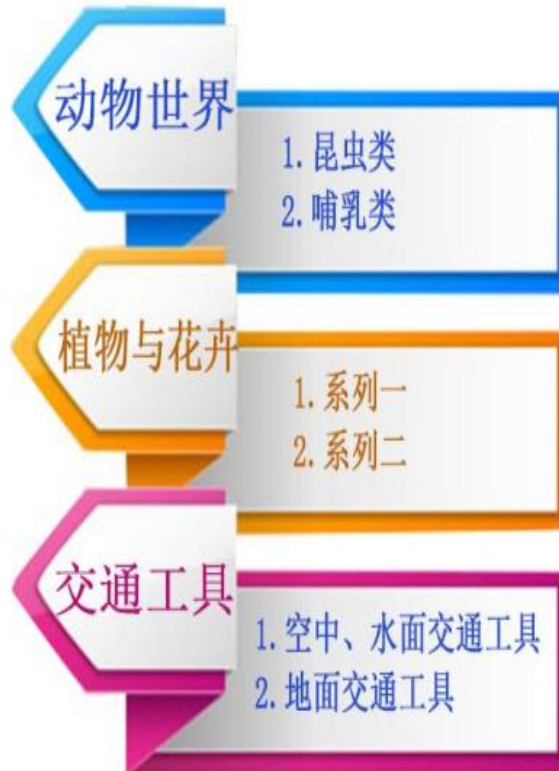 动物世界
1.昆虫类
2.哺乳类
植物与花卉
1.系列一
2.系列二
交通工具
1.空中、水面交通工具
2.地面交通工具